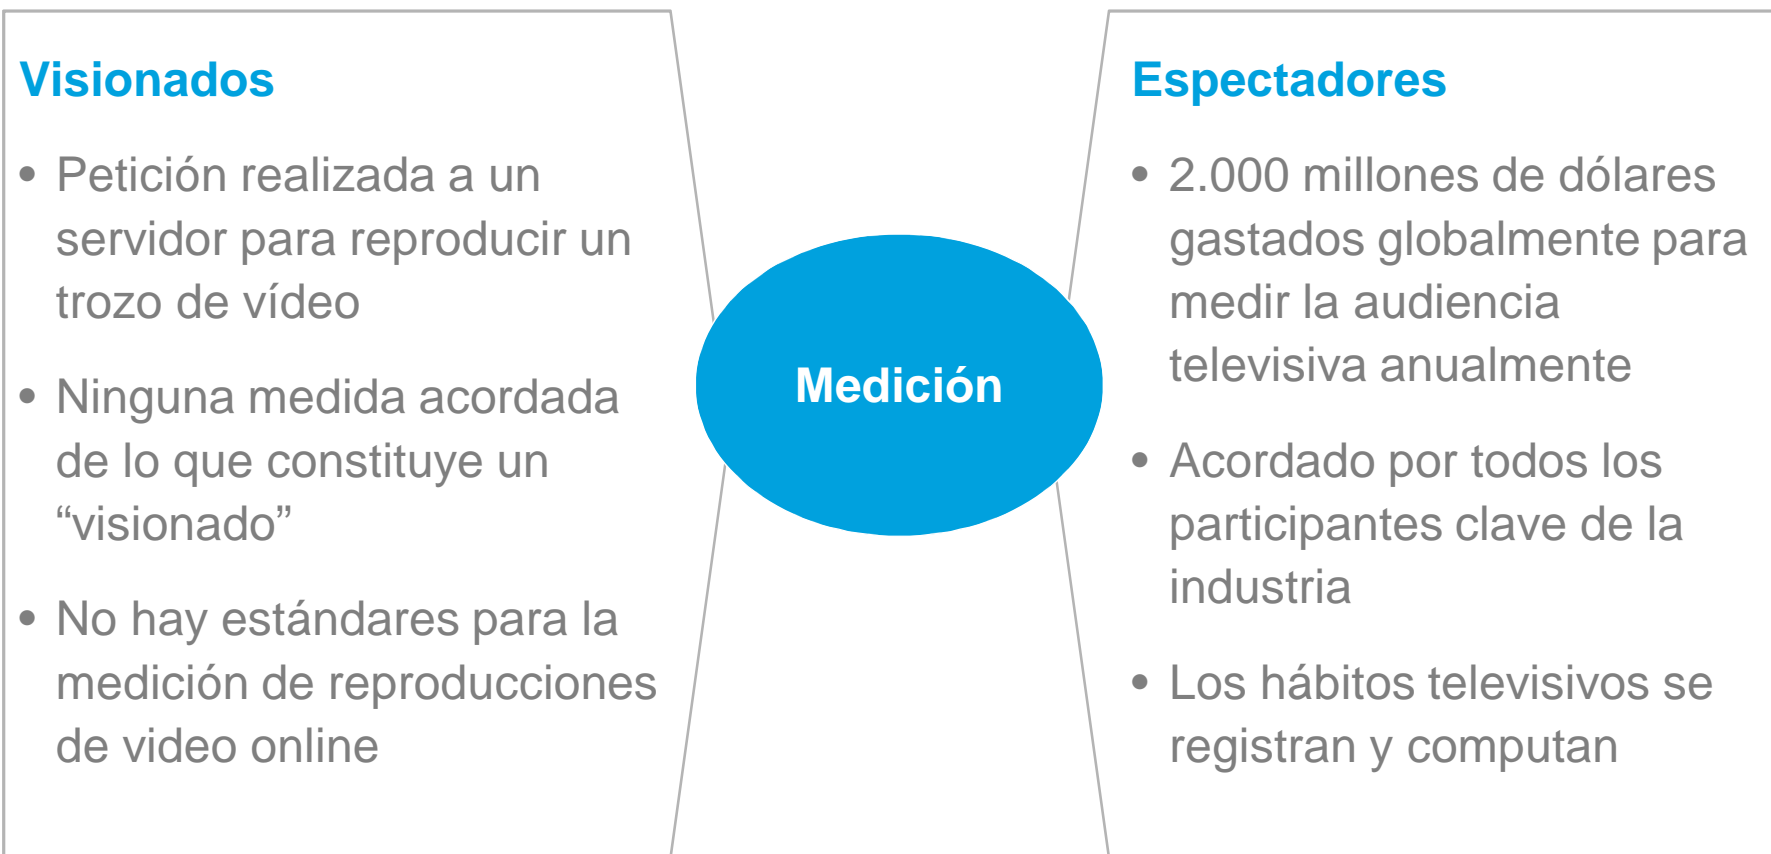 Visionados
• Petición realizada a un
servidor para reproducir un
trozo de vídeo
• Ninguna medida acordada
de lo que constituye un
“visionado”
• No hay estándares para la
medición de reproducciones
de video online
Medición
Espectadores
• 2.000 millones de dólares
gastados globalmente para
medir la audiencia
televisiva anualmente
• Acordado por todos los
participantes clave de la
industria
• Los hábitos televisivos se
registran y computan